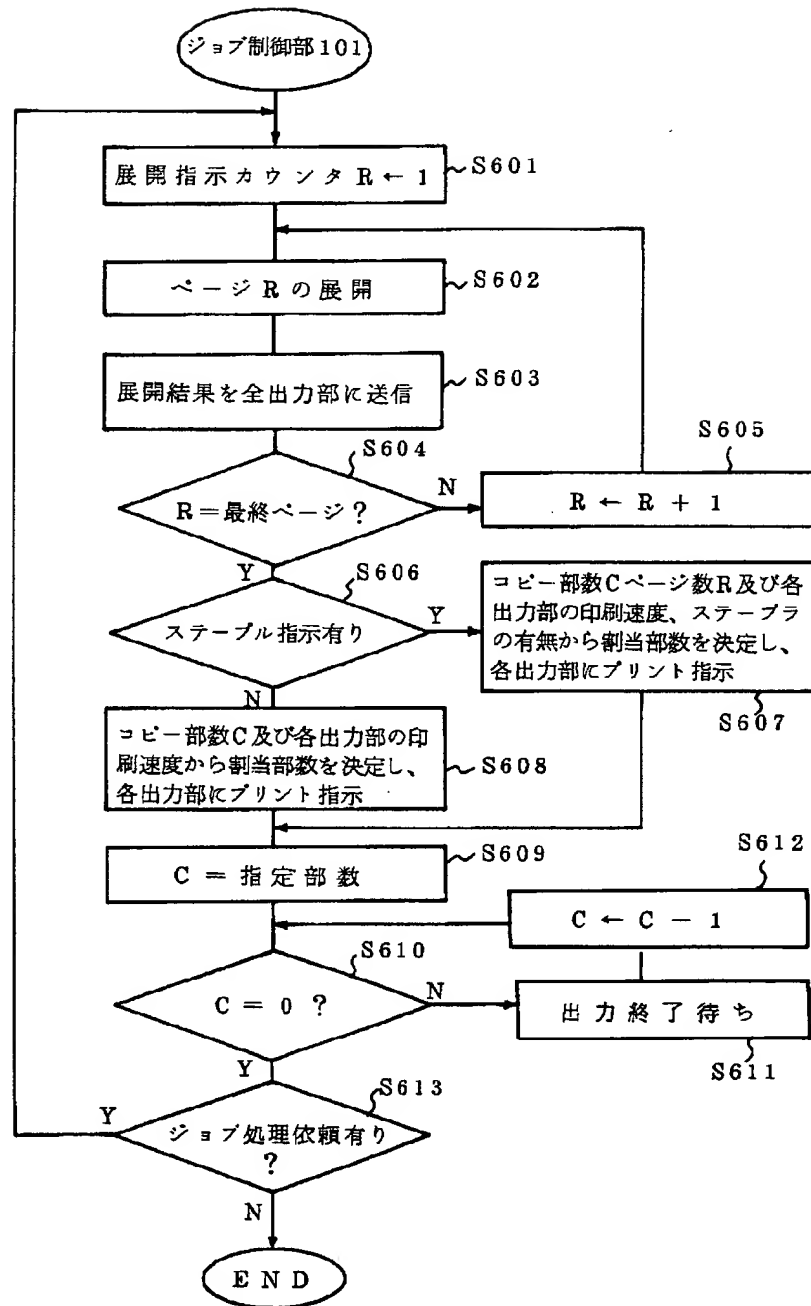 ジョブ制御部101
展開指示カウンタR←1
S601
ページRの展開
S602
展開結果を全出力部に送信
S603
S604
R=最終ページ?
N
Y
S605
R←R+1
S606
ステープル指示有り
Y
N
コピー部数Cページ数R及び各
出力部の印刷速度、ステープラ
の有無から割当部数を決定し、
各出力部にプリント指示
S607
コピー部数C及び各出力部の印
刷速度から割当部数を決定し、
各出力部にプリント指示
S608
C=指定部数
S609
S612
C←C-1
S610
C=0?
N
Y
出力終了待ち
S611
S613
Y
ジョブ処理依頼有り
?
N
END